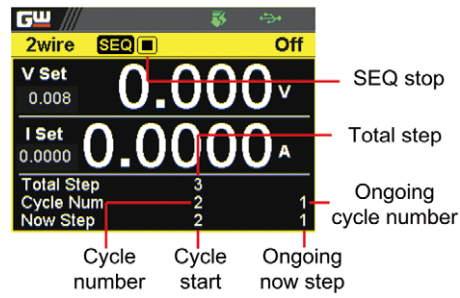 GW
2wire SEQ Off
V Set
0.008
0.000 V
SEQ stop
I Set
0.0000
0.0000 A
Total step
Total Step 3
Cycle Num 2 1
Now Step 2 1
Ongoing
cycle number
Cycle
number
Cycle
start
Ongoing
now step